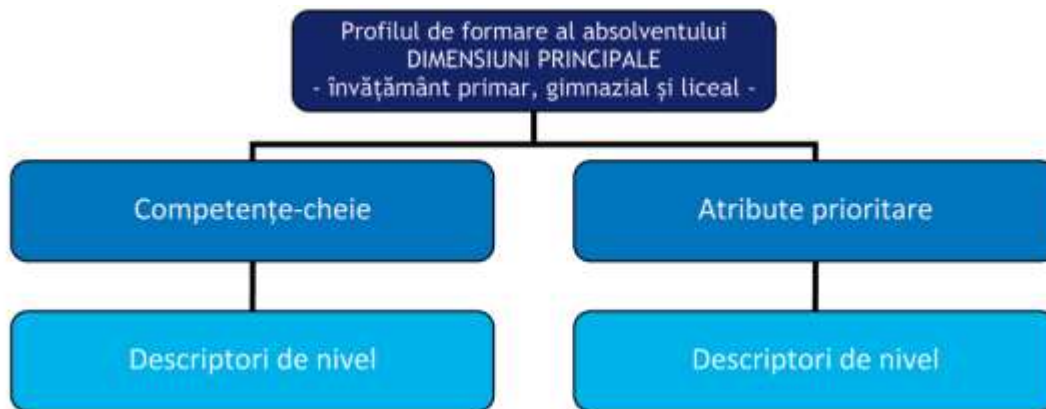 Profilul de formare al absolventului
DIMENSIUNI PRINCIPALE
- învățământ primar, gimnazial și liceal -
Competențe-cheie
Atribute prioritare
Descriptori de nivel
Descriptori de nivel